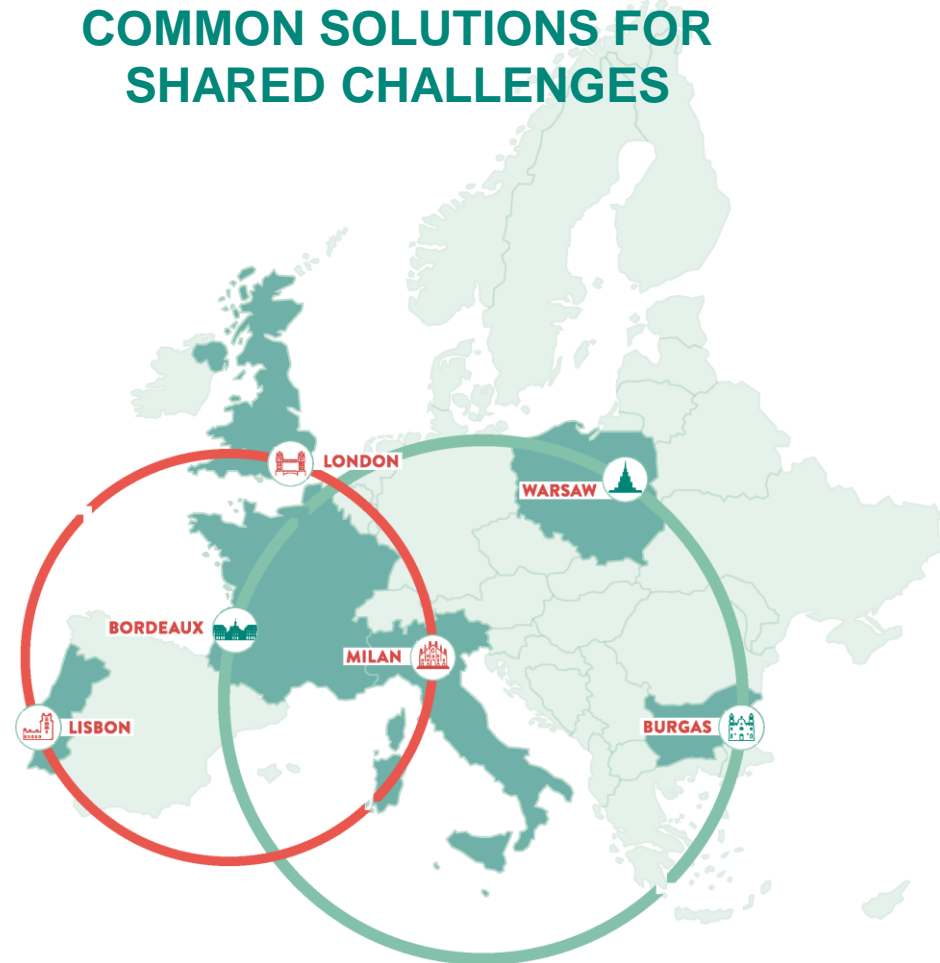 COMMON SOLUTIONS FOR
SHARED CHALLENGES
LONDON
WARSAW
BORDEAUX
MILAN
LISBON
BURGAS